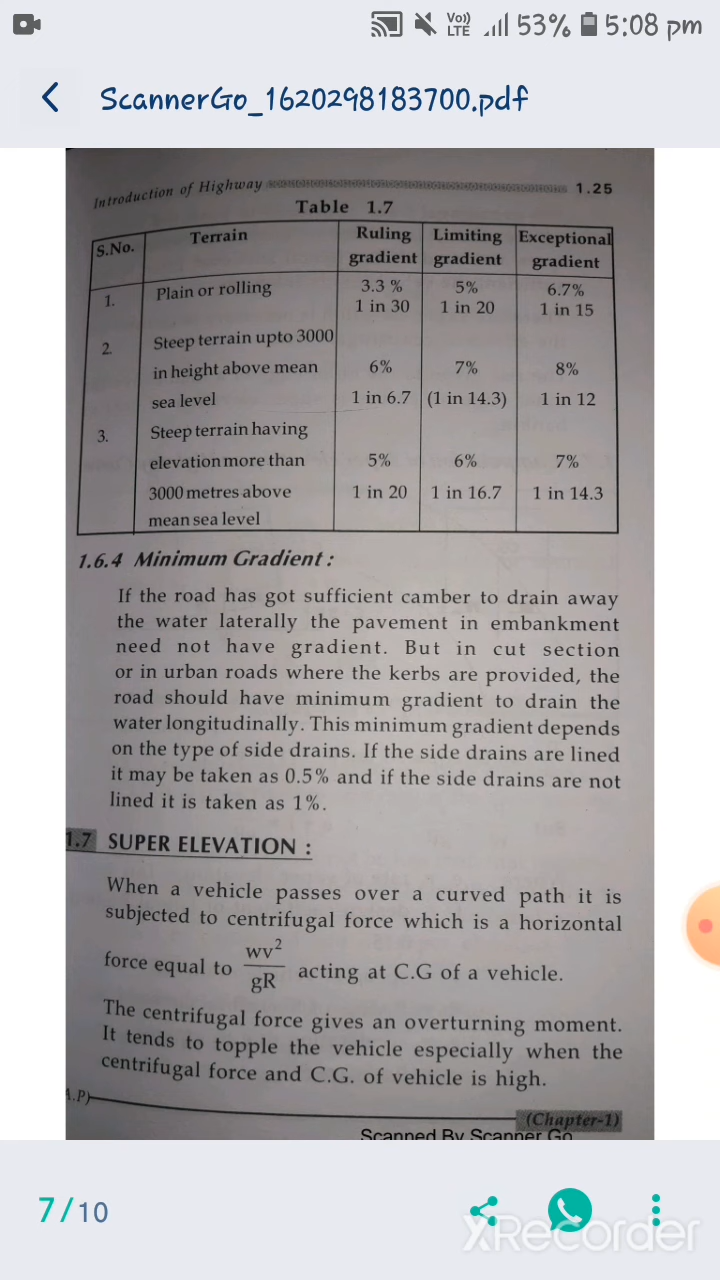 Vo)) LTE 53% 5:08 pm
ScannerGo_1620298183700.pdf
Introduction of Highway 1.25
Table 1.7
S.No. Terrain Ruling gradient Limiting gradient Exceptional gradient
1. Plain or rolling 3.3 % 5% 6.7%
1 in 30 1 in 20 1 in 15
2. Steep terrain upto 3000
in height above mean 6% 7% 8%
sea level 1 in 6.7 (1 in 14.3) 1 in 12
3. Steep terrain having
elevation more than 5% 6% 7%
3000 metres above 1 in 20 1 in 16.7 1 in 14.3
mean sea level
1.6.4 Minimum Gradient :
If the road has got sufficient camber to drain away
the water laterally the pavement in embankment
need not have gradient. But in cut section
or in urban roads where the kerbs are provided, the
road should have minimum gradient to drain the
water longitudinally. This minimum gradient depends
on the type of side drains. If the side drains are lined
it may be taken as 0.5% and if the side drains are not
lined it is taken as 1%.
1.7 SUPER ELEVATION :
When a vehicle passes over a curved path it is
subjected to centrifugal force which is a horizontal
force equal to wv²/gR acting at C.G of a vehicle.
The centrifugal force gives an overturning moment.
It tends to topple the vehicle especially when the
centrifugal force and C.G. of vehicle is high.
A.P)
(Chapter-1)
Scanned By Scanner Go
7/10
XRecorder